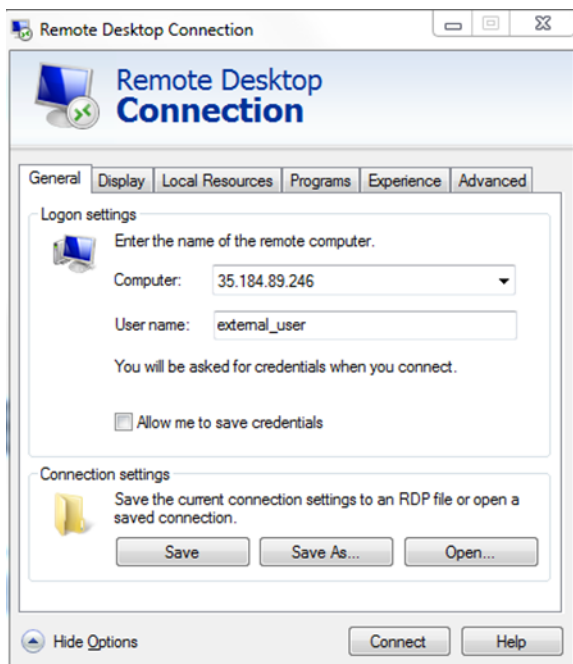 Remote Desktop Connection
Remote Desktop
Connection
General Display Local Resources Programs Experience Advanced
Logon settings
Enter the name of the remote computer.
Computer: 35.184.89.246
User name: external_user
You will be asked for credentials when you connect.
Allow me to save credentials
Connection settings
Save the current connection settings to an RDP file or open a
saved connection.
Save Save As... Open...
Hide Options Connect Help